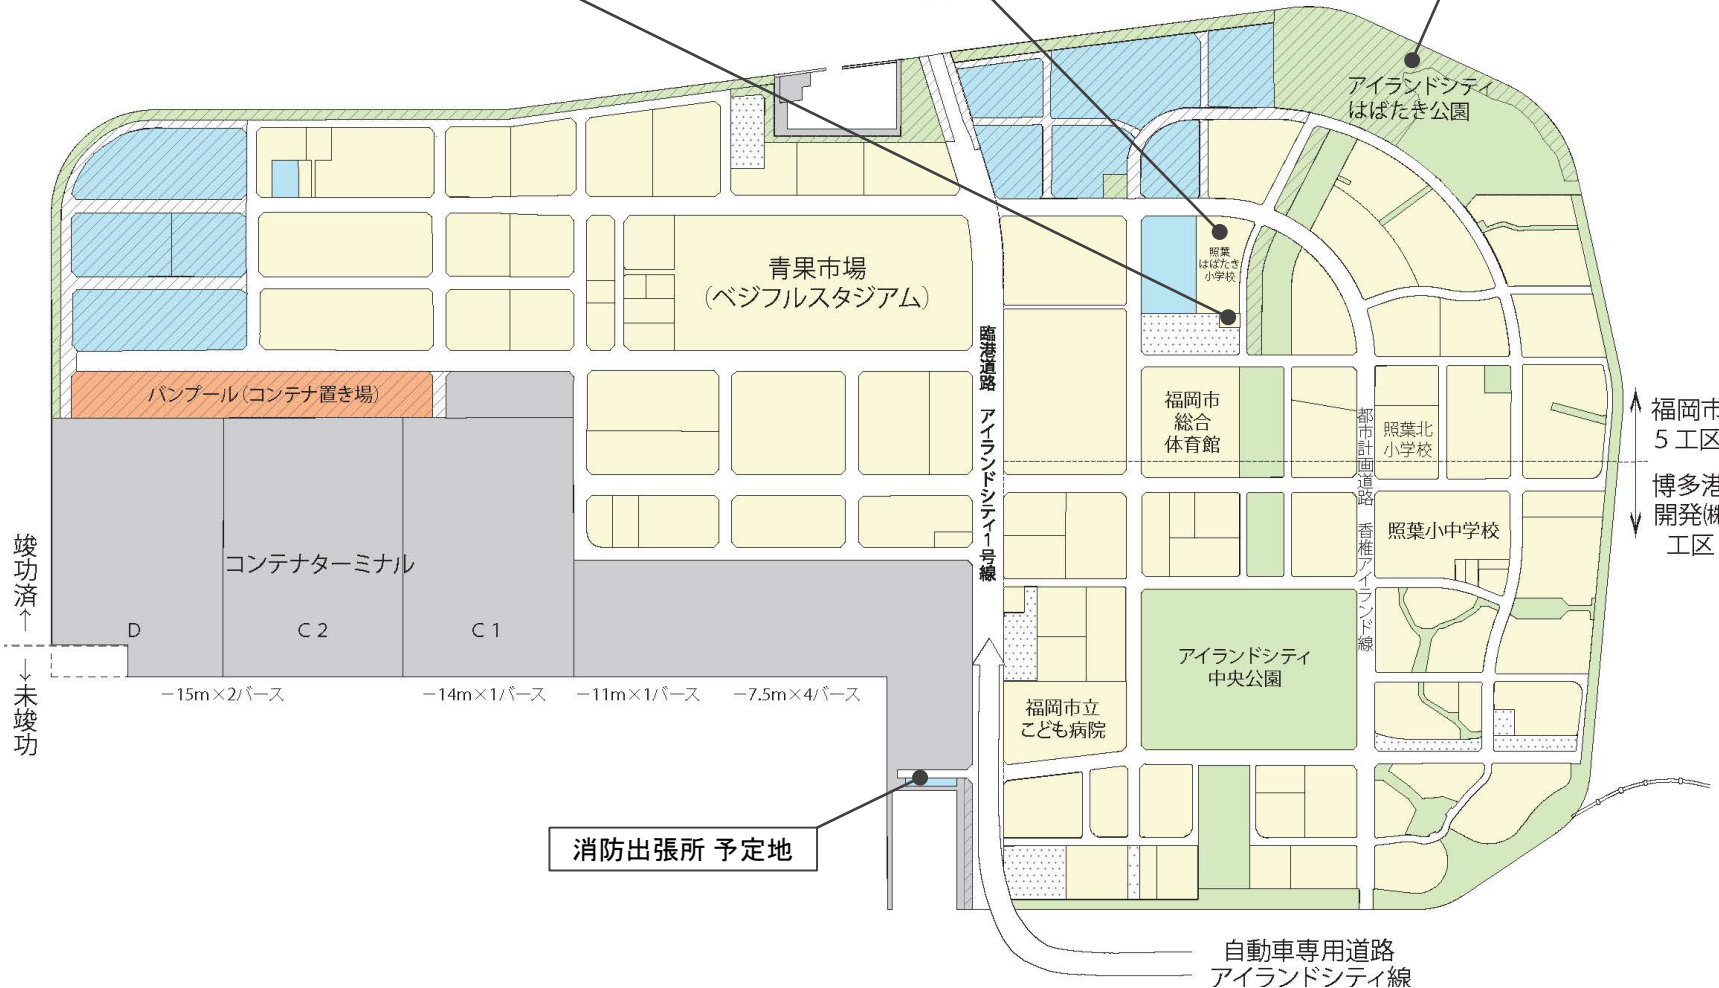 アイランドシティ
はばたき公園
照葉
はばたき
小学校
青果市場
(ベジフルスタジアム)
臨港道路 アイランドシティ1号線
バンプール(コンテナ置き場)
福岡市
総合
体育館
都市計画道路 香椎アイランド線
照葉北
小学校
福岡市
5工区
博多港
開発㈱
工区
照葉小中学校
竣功済
←
→
未竣功
コンテナターミナル
D
C 2
C 1
−15m×2バース
−14m×1バース
−11m×1バース
−7.5m×4バース
アイランドシティ
中央公園
福岡市立
こども病院
消防出張所 予定地
自動車専用道路
アイランドシティ線